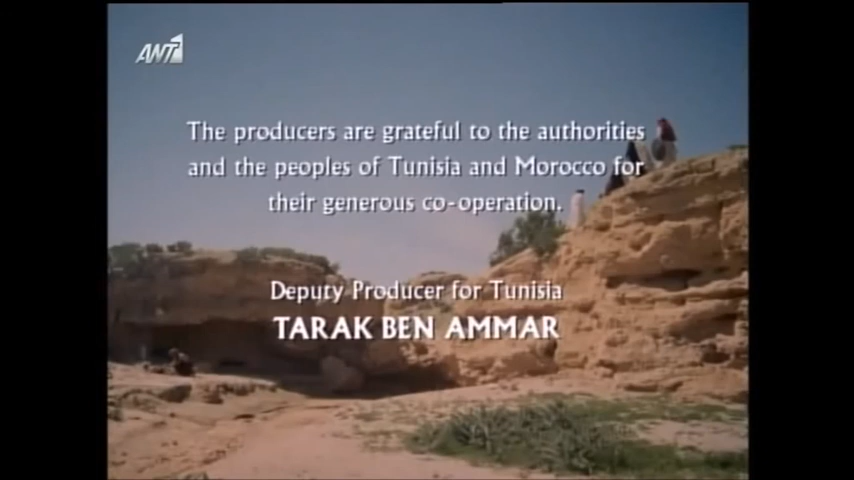 ANT1
The producers are grateful to the authorities
and the peoples of Tunisia and Morocco for
their generous co-operation.
Deputy Producer for Tunisia
TARAK BEN AMMAR